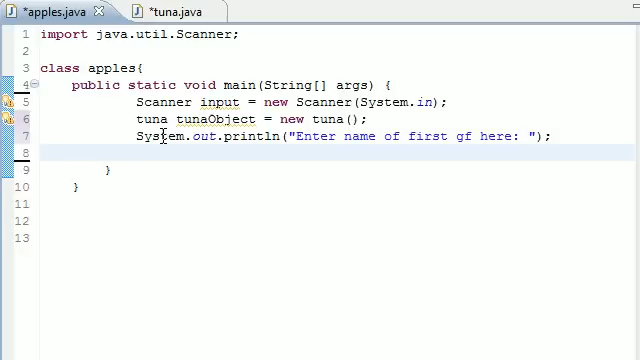 *apples.java *tuna.java
1 import java.util.Scanner;
2
3 class apples{
4 public static void main(String[] args) {
5 Scanner input = new Scanner(System.in);
6 tuna tunaObject = new tuna();
7 System.out.println("Enter name of first gf here: ");
8
9 }
10 }
11
12
13